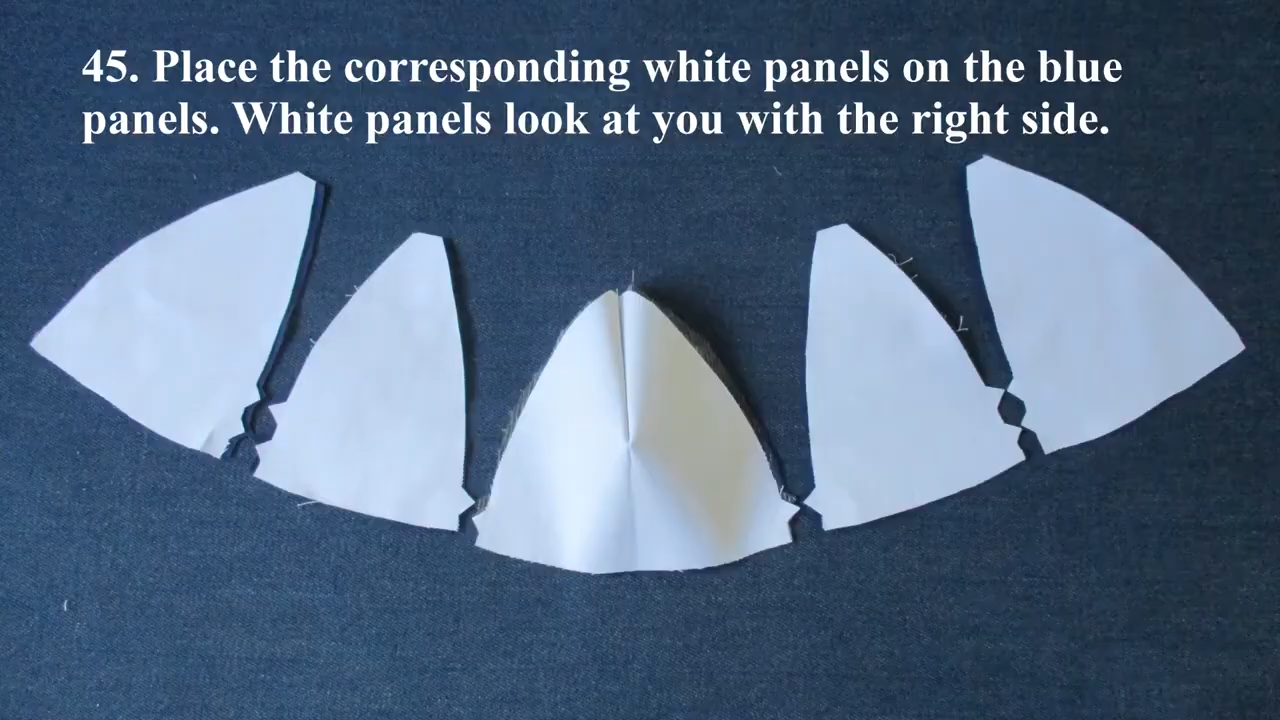 45. Place the corresponding white panels on the blue
panels. White panels look at you with the right side.